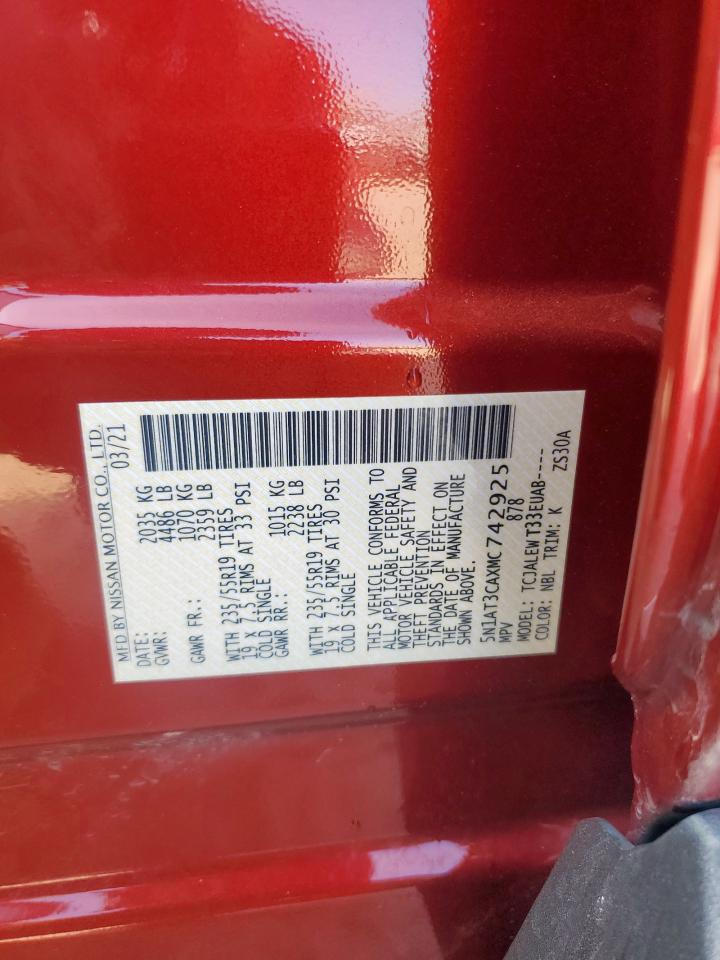 MFD BY NISSAN MOTOR CO., LTD.
DATE: 03/21
GVWR: 2035 KG
4486 LB
GAWR FR.: 1070 KG
2359 LB
WITH 235/55R19 TIRES
19 X 7.5 RIMS AT 33 PSI
COLD SINGLE
GAWR RR.: 1015 KG
2238 LB
WITH 235/55R19 TIRES
19 X 7.5 RIMS AT 30 PSI
COLD SINGLE
THIS VEHICLE CONFORMS TO
ALL APPLICABLE FEDERAL
MOTOR VEHICLE SAFETY AND
THEFT PREVENTION
STANDARDS IN EFFECT ON
THE DATE OF MANUFACTURE
SHOWN ABOVE.
5N1AT3CAXMC742925
MPV 878
MODEL: TCJALEWT33EUAB----
COLOR: NBL TRIM: K
ZS30A